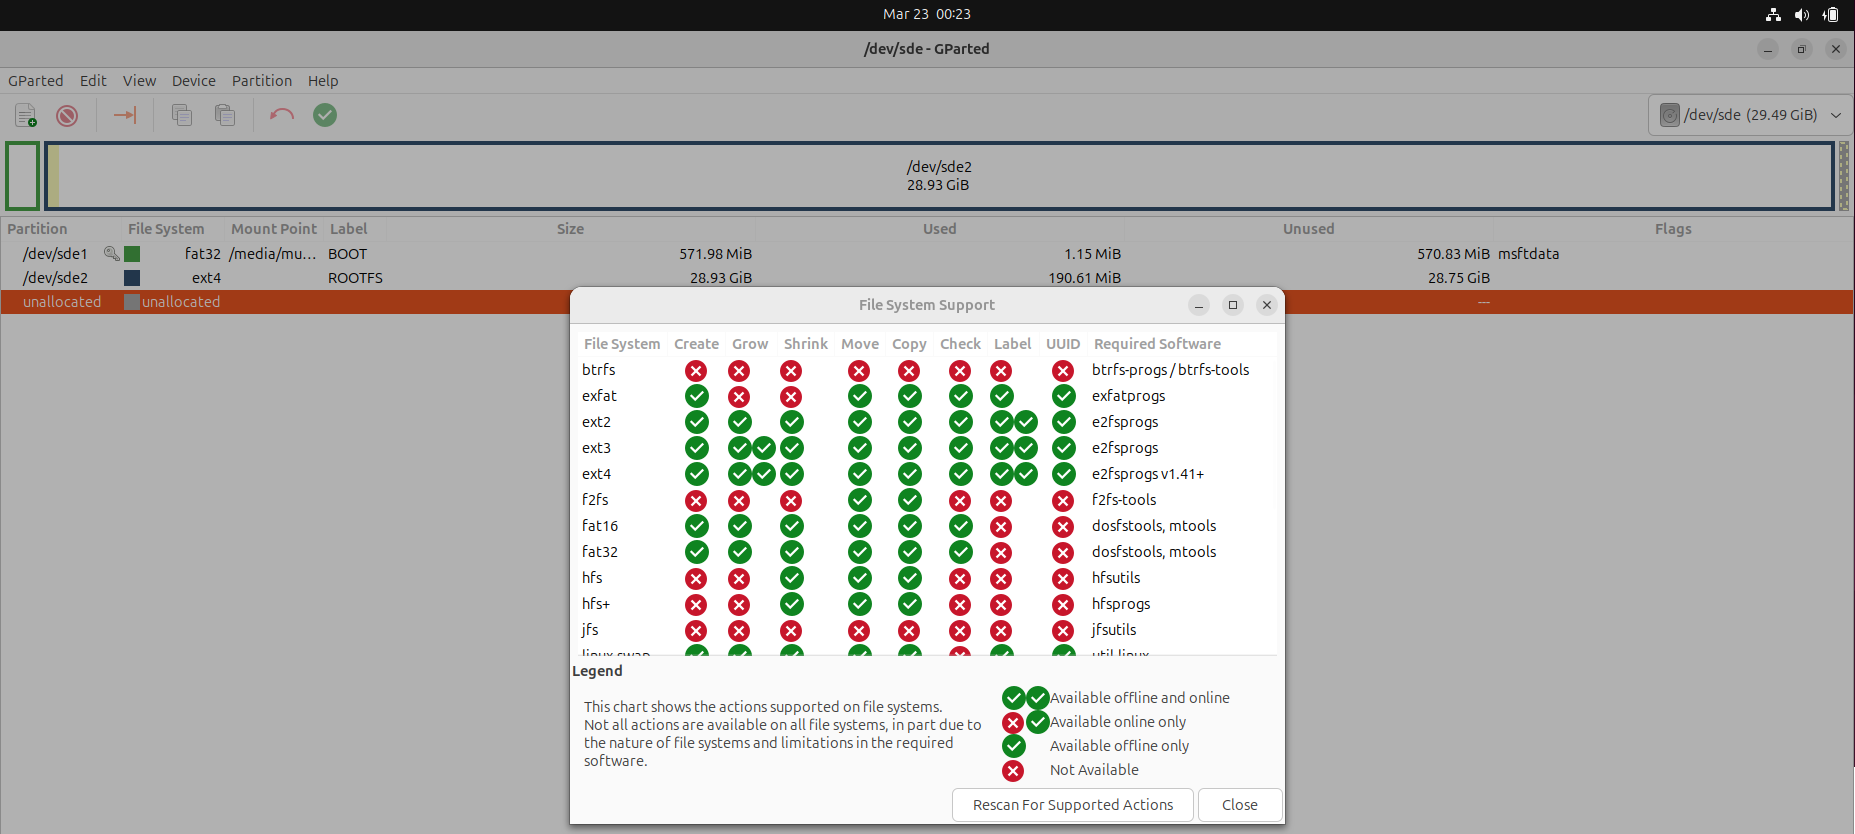 Mar 23 00:23
/dev/sde - GParted
GParted Edit View Device Partition Help
/dev/sde (29.49 GiB)
/dev/sde2
28.93 GiB
Partition File System Mount Point Label Size Used Unused Flags
/dev/sde1 fat32 /media/mu... BOOT 571.98 MiB 1.15 MiB 570.83 MiB msftdata
/dev/sde2 ext4 ROOTFS 28.93 GiB 190.61 MiB 28.75 GiB
unallocated unallocated ---
File System Support
File System Create Grow Shrink Move Copy Check Label UUID Required Software
btrfs btrfs-progs / btrfs-tools
exfat exfatprogs
ext2 e2fsprogs
ext3 e2fsprogs
ext4 e2fsprogs v1.41+
f2fs f2fs-tools
fat16 dosfstools, mtools
fat32 dosfstools, mtools
hfs hfsutils
hfs+ hfsprogs
jfs jfsutils
linux-swap util-linux
Legend
This chart shows the actions supported on file systems.
Not all actions are available on all file systems, in part due to
the nature of file systems and limitations in the required
software.
Available offline and online
Available online only
Available offline only
Not Available
Rescan For Supported Actions Close